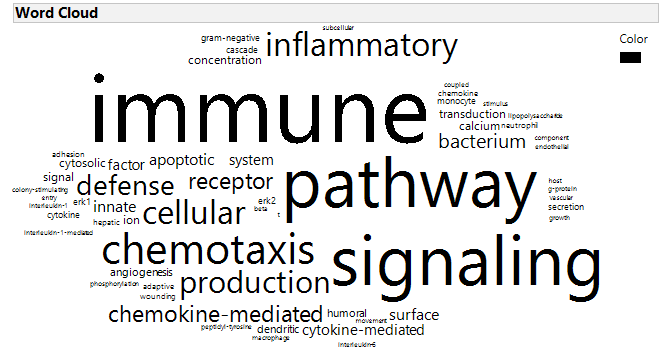 Word Cloud
subcellular
gram-negative
cascade
concentration
inflammatory
Color
immune
coupled
chemokine
monocyte
stimulus
transduction
lipopolysaccharide
calcium
neutrophil
bacterium
component
endothelial
adhesion
cytosolic
factor
apoptotic
system
signal
colony-stimulating
entry
interleukin-1
cytokine
defense
receptor
erk1
innate
cellular
erk2
beta
t
hepatic
ion
interleukin-1-mediated
pathway
host
g-protein
vascular
secretion
growth
chemotaxis
signaling
angiogenesis
phosphorylation
adaptive
wounding
production
chemokine-mediated
humoral
movement
surface
peptidyl-tyrosine
dendritic
cytokine-mediated
macrophage
interleukin-6